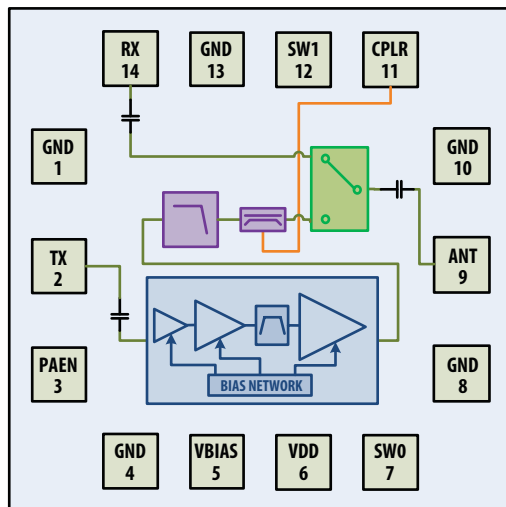 RX
14
GND
13
SW1
12
CPLR
11
GND
1
GND
10
TX
2
ANT
9
PAEN
3
BIAS NETWORK
GND
8
GND
4
VBIAS
5
VDD
6
SW0
7